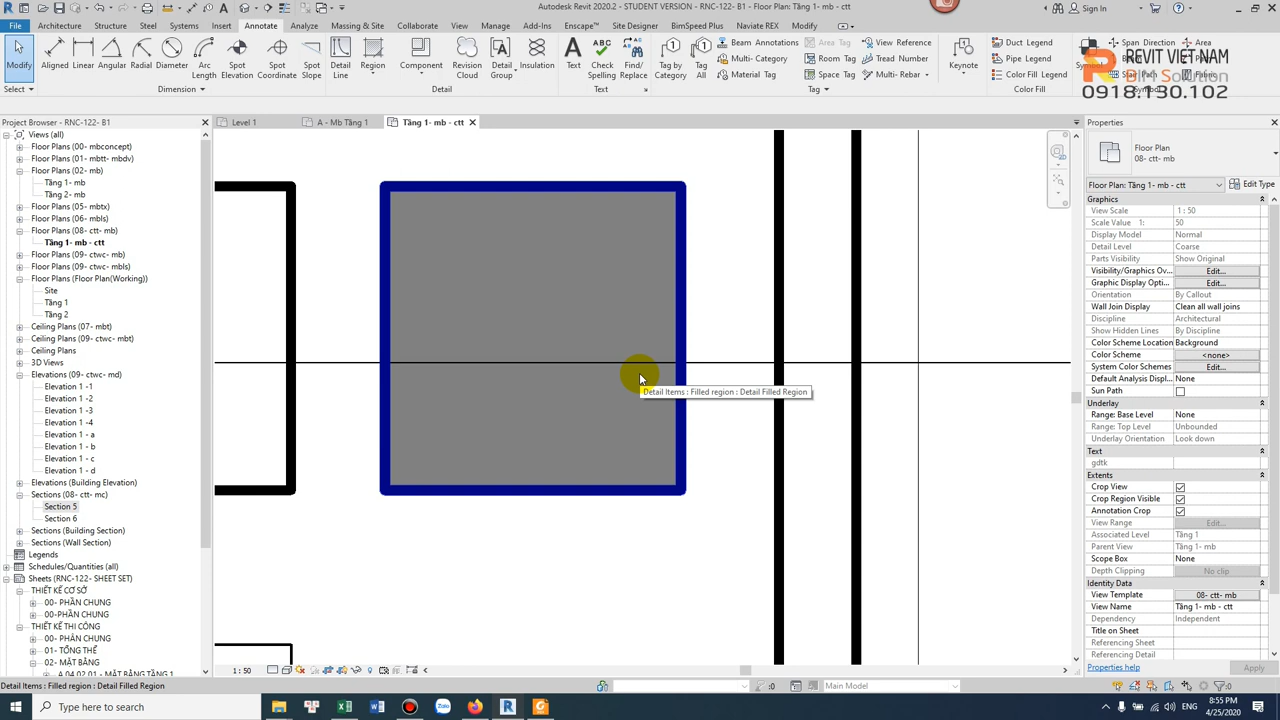 Autodesk Revit 2020.2 - STUDENT VERSION - RNC-122- B1 - Floor Plan: Tầng 1- mb - ctt
Sign In
File Architecture Structure Steel Systems Insert Annotate Analyze Massing & Site Collaborate View Manage Add-Ins Enscape™ Site Designer BimSpeed Plus Naviate REX Modify
Modify Aligned Linear Angular Radial Diameter Arc Length Spot Elevation Spot Coordinate Spot Slope Detail Line Region Component Revision Cloud Detail Group Insulation Text Check Spelling Find/ Replace Tag by Category Tag All Keynote
Beam Annotations Area Tag View Reference Duct Legend Span Direction Area
Multi- Category Room Tag Tread Number Pipe Legend
Material Tag Space Tag Multi- Rebar Color Fill Legend
REVIT VIỆT NAM
BIM Solution
0918.130.102
Select Dimension Detail Text Tag Color Fill Symbol
Project Browser - RNC-122- B1
Level 1
A - Mb Tầng 1
Tầng 1- mb - ctt
Properties
Views (all)
Floor Plans (00- mbconcept)
Floor Plans (01- mbtt- mbdv)
Floor Plans (02- mb)
Tầng 1- mb
Tầng 2- mb
Floor Plans (05- mbtx)
Floor Plans (06- mbls)
Floor Plans (08- ctt- mb)
Tầng 1- mb - ctt
Floor Plans (09- ctwc- mb)
Floor Plans (09- ctwc- mbls)
Floor Plans (Floor Plan(Working))
Site
Tầng 1
Tầng 2
Ceiling Plans (07- mbt)
Ceiling Plans (09- ctwc- mbt)
Ceiling Plans
3D Views
Elevations (09- ctwc- md)
Elevation 1 -1
Elevation 1 -2
Elevation 1 -3
Elevation 1 -4
Elevation 1 - a
Elevation 1 - b
Elevation 1 - c
Elevation 1 - d
Elevations (Building Elevation)
Sections (08- ctt- mc)
Section 5
Section 6
Sections (Building Section)
Sections (Wall Section)
Legends
Schedules/Quantities (all)
Sheets (RNC-122- SHEET SET)
THIẾT KẾ CƠ SỞ
00- PHẦN CHUNG
00-PHẦN CHUNG
THIẾT KẾ THI CÔNG
00- PHẦN CHUNG
01- TỔNG THỂ
02- MẶT BẰNG
A.04.02.01 - MẶT BẰNG TẦNG 1
Detail Items : Filled region : Detail Filled Region
Floor Plan
08- ctt- mb
Floor Plan: Tầng 1- mb - ctt Edit Type
Graphics
View Scale 1 : 50
Scale Value 1: 50
Display Model Normal
Detail Level Coarse
Parts Visibility Show Original
Visibility/Graphics Ov... Edit...
Graphic Display Opti... Edit...
Orientation By Callout
Wall Join Display Clean all wall joins
Discipline Architectural
Show Hidden Lines By Discipline
Color Scheme Location Background
Color Scheme <none>
System Color Schemes Edit...
Default Analysis Displ... None
Sun Path
Underlay
Range: Base Level None
Range: Top Level Unbounded
Underlay Orientation Look down
Text
gdtk
Extents
Crop View
Crop Region Visible
Annotation Crop
View Range Edit...
Associated Level Tầng 1
Parent View Tầng 1- mb
Scope Box None
Depth Clipping No clip
Identity Data
View Template 08- ctt- mb
View Name Tầng 1- mb - ctt
Dependency Independent
Title on Sheet
Referencing Sheet
Referencing Detail
Properties help Apply
1 : 50
Detail Items : Filled region : Detail Filled Region
:0 Main Model :0
Type here to search
ENG
8:55 PM
4/25/2020